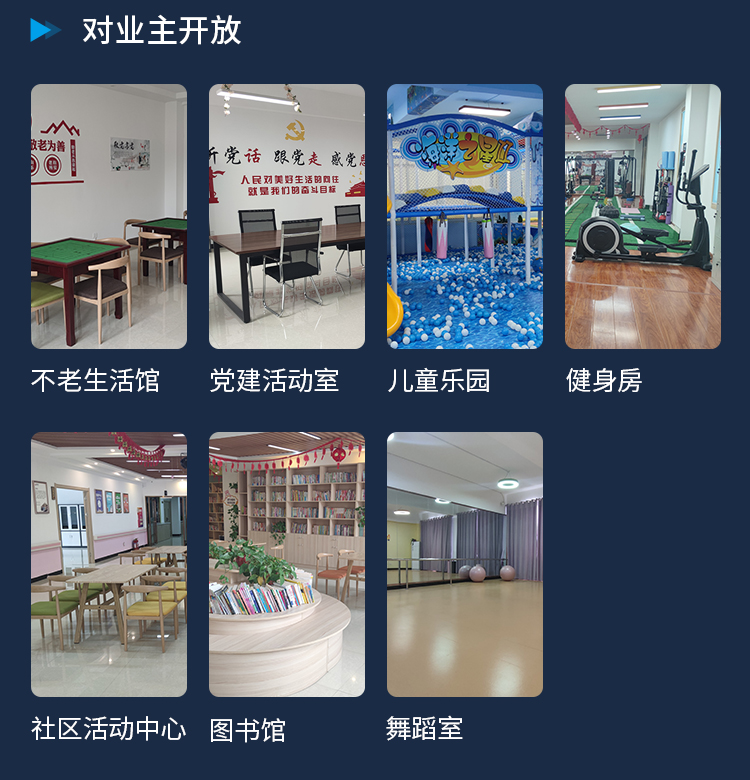 对业主开放
敬老为善
听党话 跟党走 感党恩
人民对美好生活的向往
就是我们的奋斗目标
不老生活馆
党建活动室
儿童乐园
健身房
社区活动中心
图书馆
舞蹈室